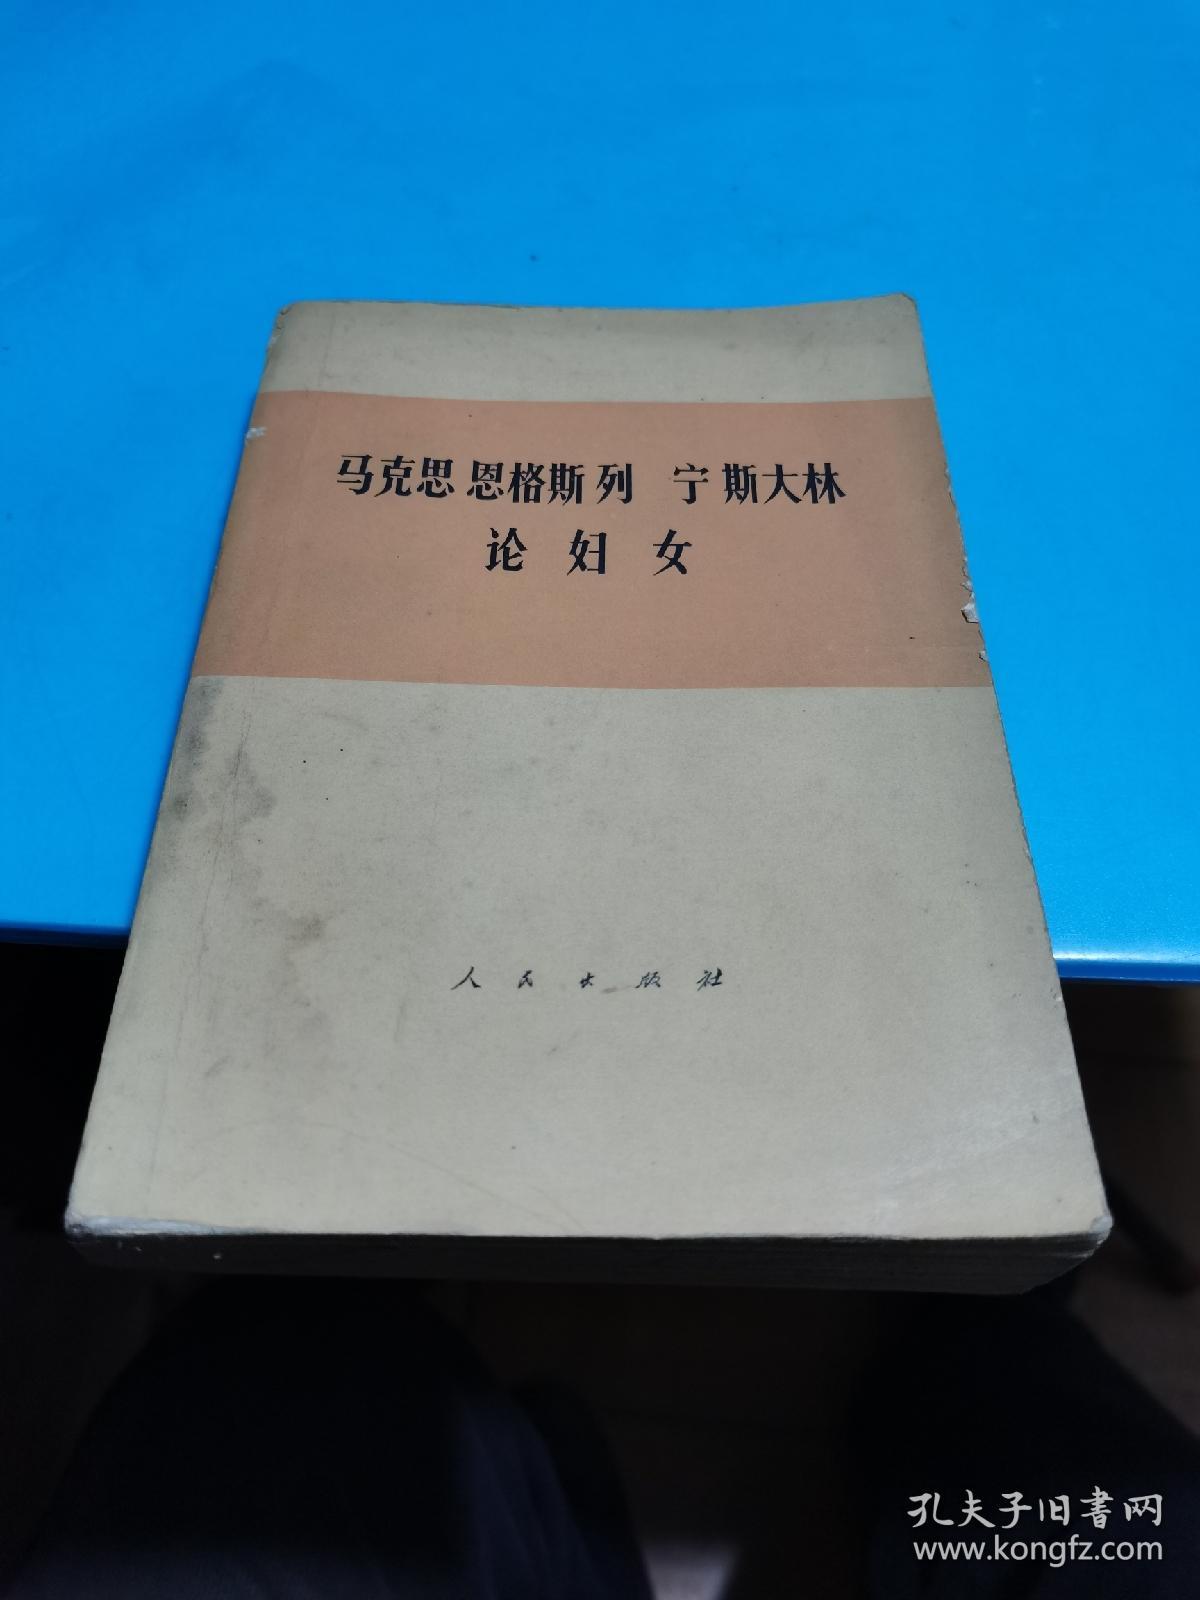 马克思 恩格斯 列 宁 斯大林
论妇女
人民出版社
孔夫子旧書网
www.kongfz.com